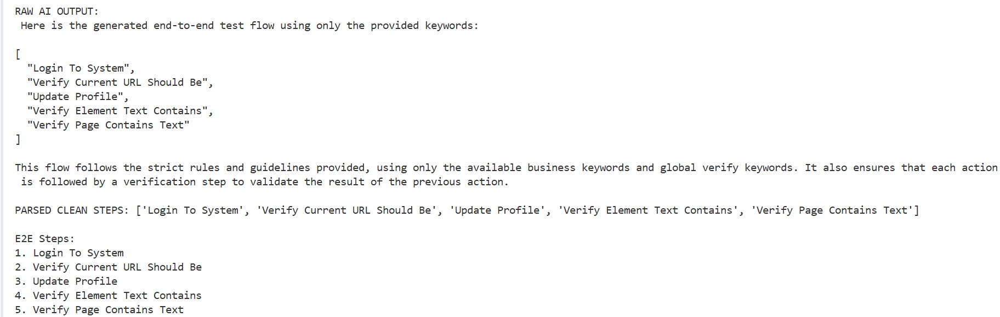 RAW AI OUTPUT:
Here is the generated end-to-end test flow using only the provided keywords:
[
"Login To System",
"Verify Current URL Should Be",
"Update Profile",
"Verify Element Text Contains",
"Verify Page Contains Text"
]
This flow follows the strict rules and guidelines provided, using only the available business keywords and global verify keywords. It also ensures that each action
is followed by a verification step to validate the result of the previous action.
PARSED CLEAN STEPS: ['Login To System', 'Verify Current URL Should Be', 'Update Profile', 'Verify Element Text Contains', 'Verify Page Contains Text']
E2E Steps:
1. Login To System
2. Verify Current URL Should Be
3. Update Profile
4. Verify Element Text Contains
5. Verify Page Contains Text